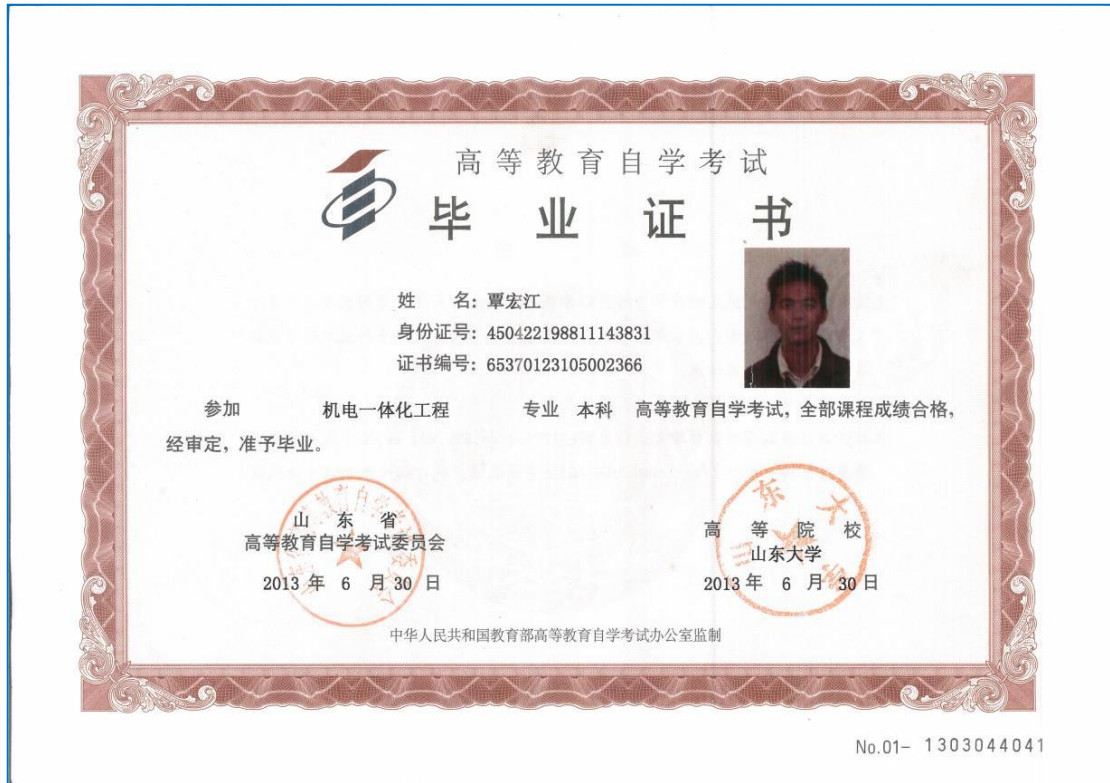 高等教育自学考试
毕业证书
姓 名：覃宏江
身份证号：450422198811143831
证书编号：65370123105002366
参加 机电一体化工程 专业 本科 高等教育自学考试，全部课程成绩合格，
经审定，准予毕业。
山东省
高等教育自学考试委员会
2013 年 6 月 30 日
高等院校
山东大学
2013 年 6 月 30 日
山东大学
中华人民共和国教育部高等教育自学考试办公室监制
No.01- 1303044041